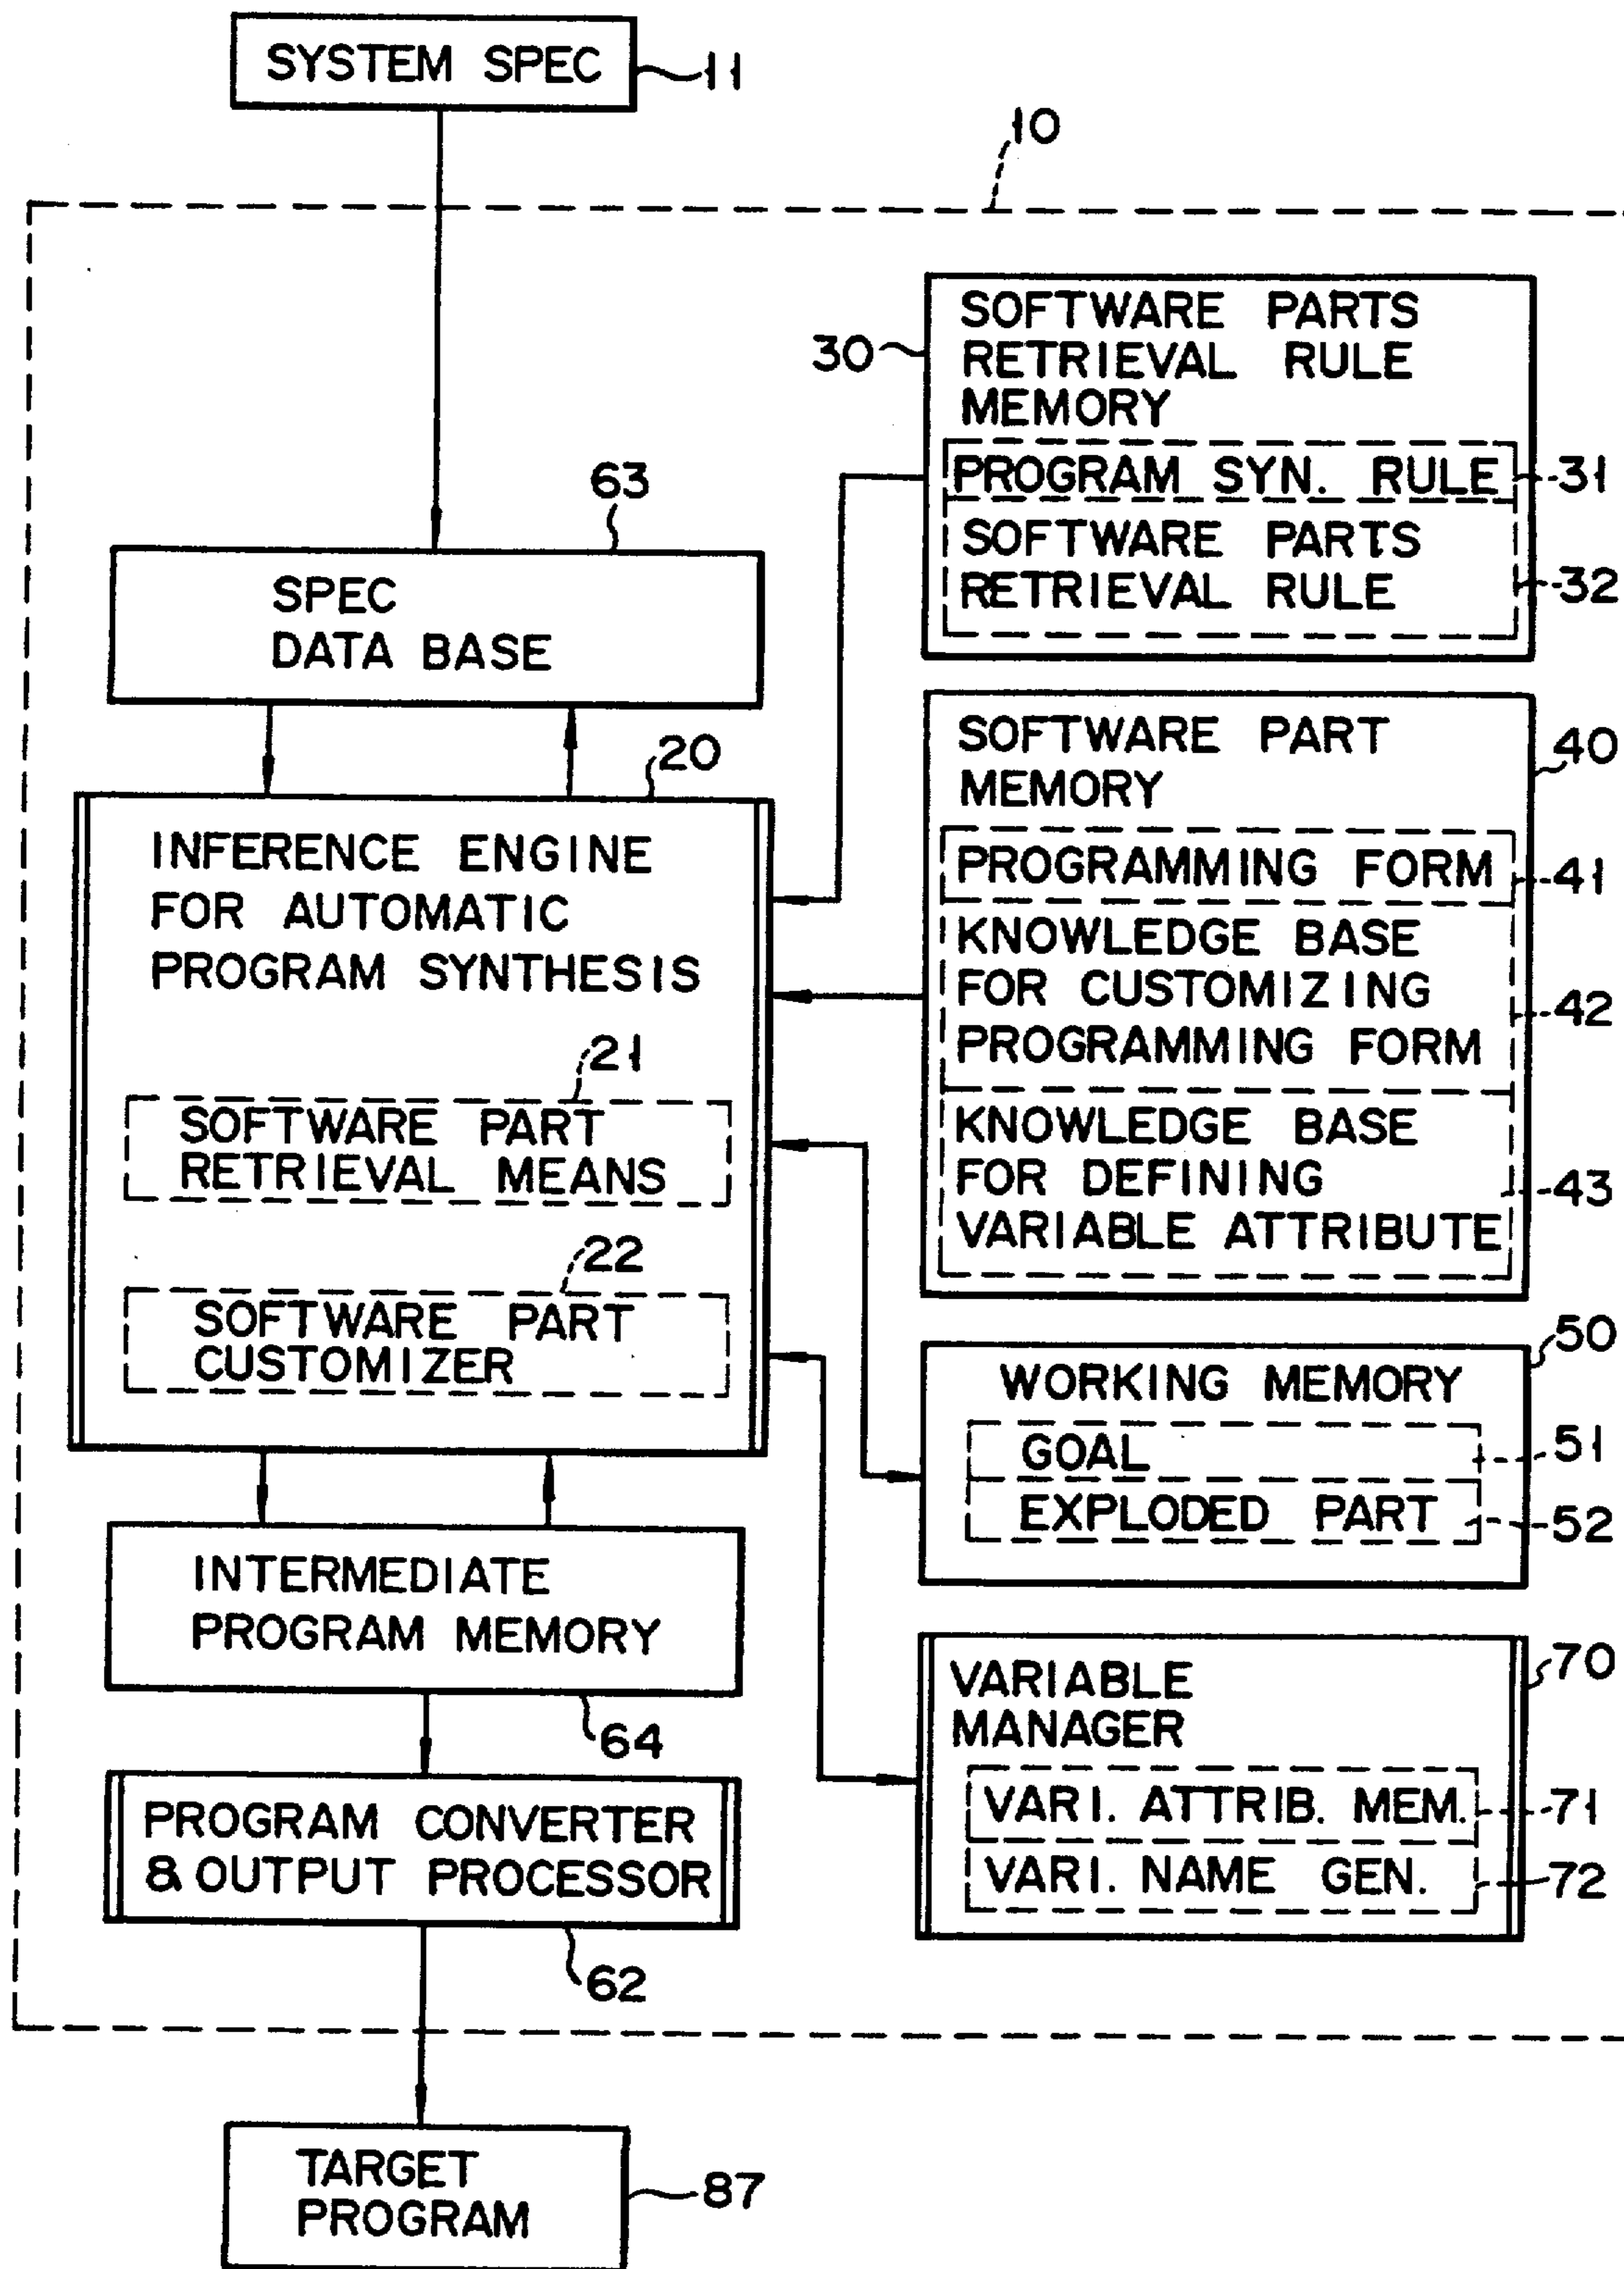 SYSTEM SPEC
11
10
SOFTWARE PARTS
RETRIEVAL RULE
MEMORY
30
PROGRAM SYN. RULE
31
SOFTWARE PARTS
RETRIEVAL RULE
32
63
SPEC
DATA BASE
20
INFERENCE ENGINE
FOR AUTOMATIC
PROGRAM SYNTHESIS
21
SOFTWARE PART
RETRIEVAL MEANS
22
SOFTWARE PART
CUSTOMIZER
SOFTWARE PART
MEMORY
40
PROGRAMMING FORM
41
KNOWLEDGE BASE
FOR CUSTOMIZING
PROGRAMMING FORM
42
KNOWLEDGE BASE
FOR DEFINING
VARIABLE ATTRIBUTE
43
50
WORKING MEMORY
GOAL
51
EXPLODED PART
52
INTERMEDIATE
PROGRAM MEMORY
64
VARIABLE
MANAGER
70
VARI. ATTRIB. MEM.
71
VARI. NAME GEN.
72
PROGRAM CONVERTER
& OUTPUT PROCESSOR
62
TARGET
PROGRAM
87